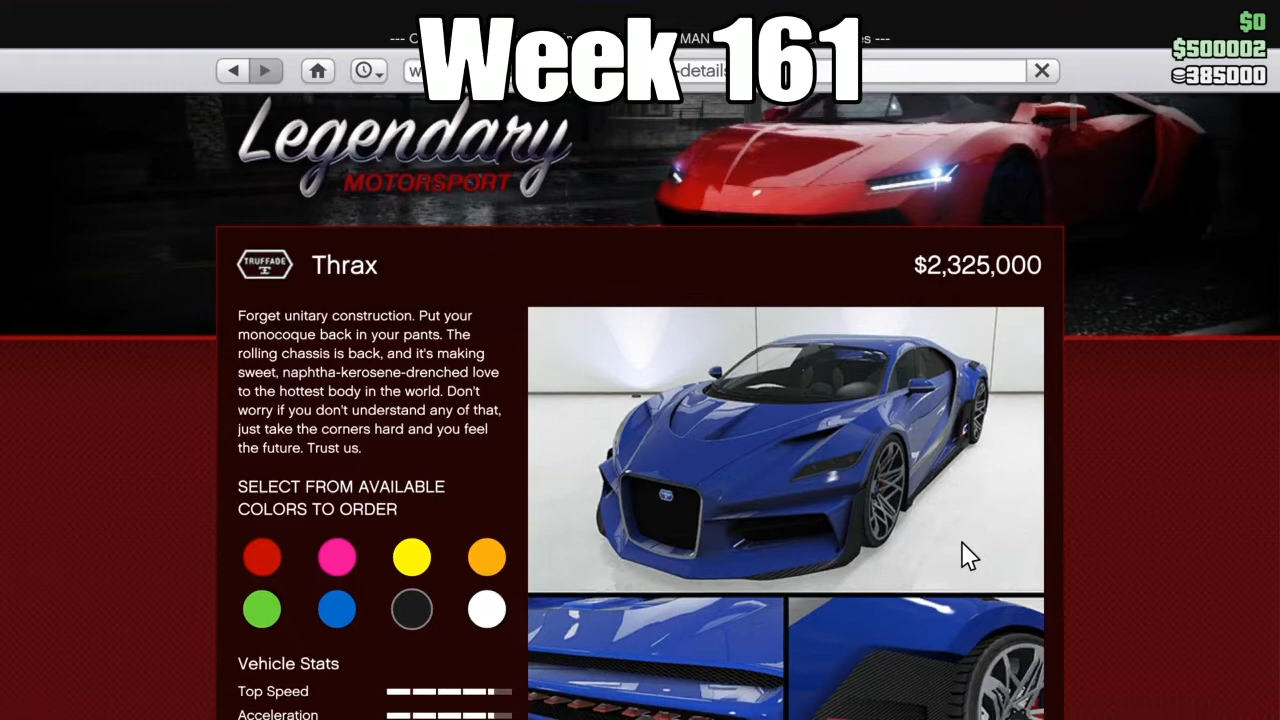 Week 161
$0
$500002
385000
Legendary
MOTORSPORT
TRUFFADE
T
Thrax
$2,325,000
Forget unitary construction. Put your
monocoque back in your pants. The
rolling chassis is back, and it's making
sweet, naphtha-kerosene-drenched love
to the hottest body in the world. Don't
worry if you don't understand any of that,
just take the corners hard and you feel
the future. Trust us.
SELECT FROM AVAILABLE
COLORS TO ORDER
Vehicle Stats
Top Speed
Acceleration